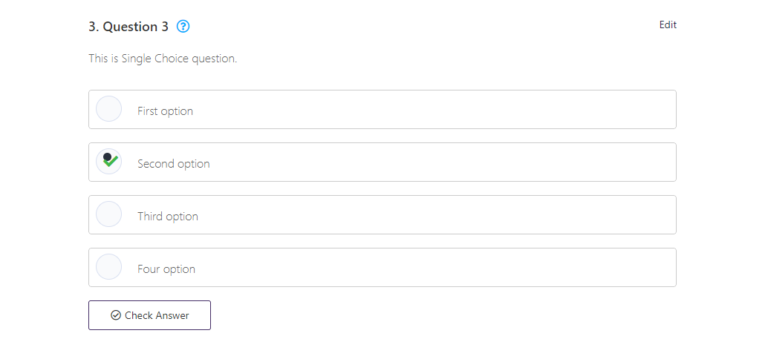 3. Question 3 Edit
This is Single Choice question.
First option
Second option
Third option
Four option
Check Answer